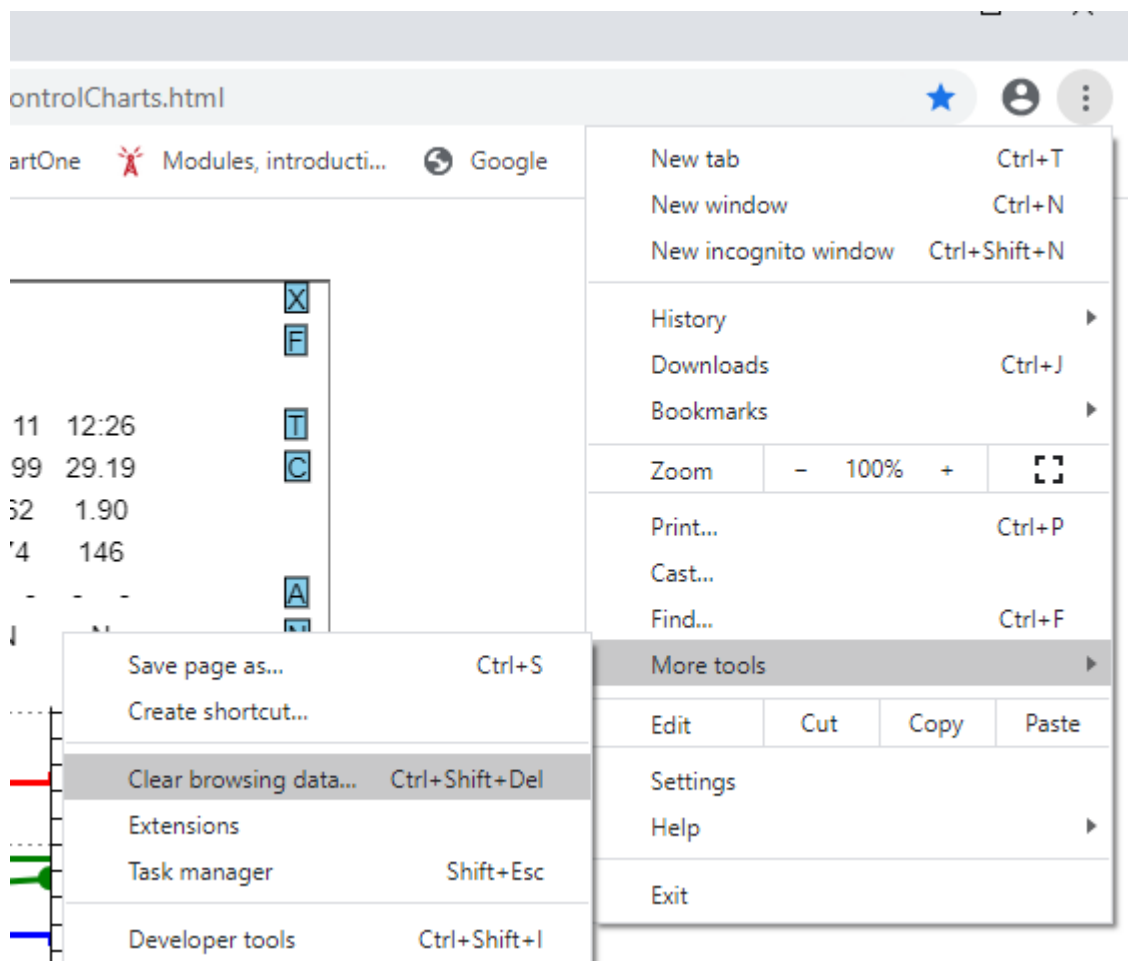 ontrolCharts.html
artOne Modules, introducti... Google
New tab Ctrl+T
New window Ctrl+N
New incognito window Ctrl+Shift+N
History
Downloads Ctrl+J
Bookmarks
Zoom - 100% +
Print... Ctrl+P
Cast...
Find... Ctrl+F
More tools
Edit Cut Copy Paste
Settings
Help
Exit
X
F
11 12:26 T
99 29.19 C
62 1.90
74 146
- - - A
N N N
Save page as... Ctrl+S
Create shortcut...
Clear browsing data... Ctrl+Shift+Del
Extensions
Task manager Shift+Esc
Developer tools Ctrl+Shift+I